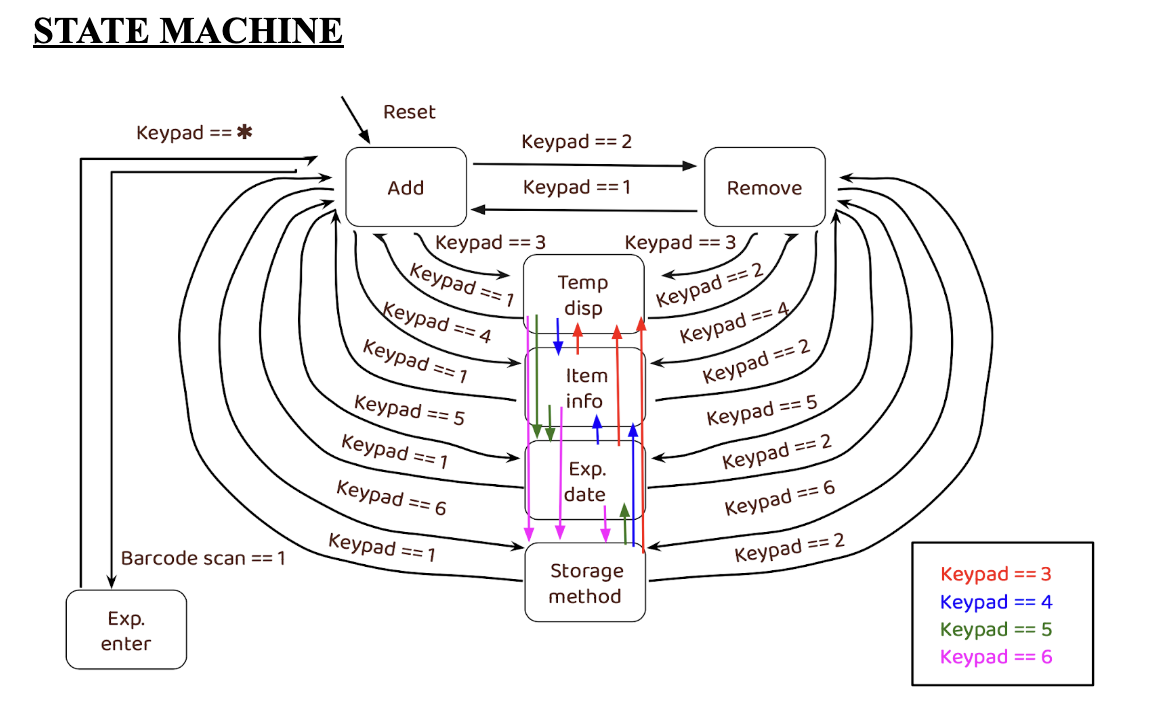 STATE MACHINE
Reset
Keypad == ✱
Keypad == 2
Add
Remove
Keypad == 1
Keypad == 3
Keypad == 3
Temp
disp
Keypad == 1
Keypad == 2
Keypad == 4
Keypad == 4
Item
info
Keypad == 1
Keypad == 2
Keypad == 5
Keypad == 5
Exp.
date
Keypad == 1
Keypad == 2
Keypad == 6
Keypad == 6
Keypad == 1
Keypad == 2
Storage
method
Barcode scan == 1
Exp.
enter
Keypad == 3
Keypad == 4
Keypad == 5
Keypad == 6